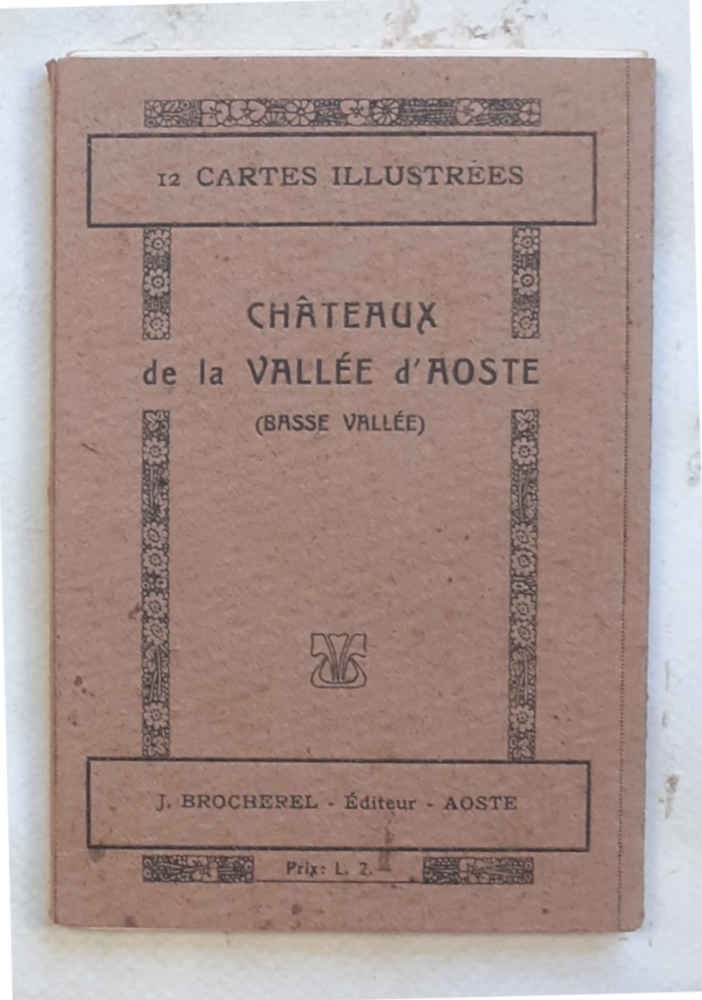 12 CARTES ILLUSTRÉES
CHÂTEAUX
de la VALLÉE d'AOSTE
(BASSE VALLÉE)
J. BROCHEREL - Éditeur - AOSTE
Prix: L. 2.